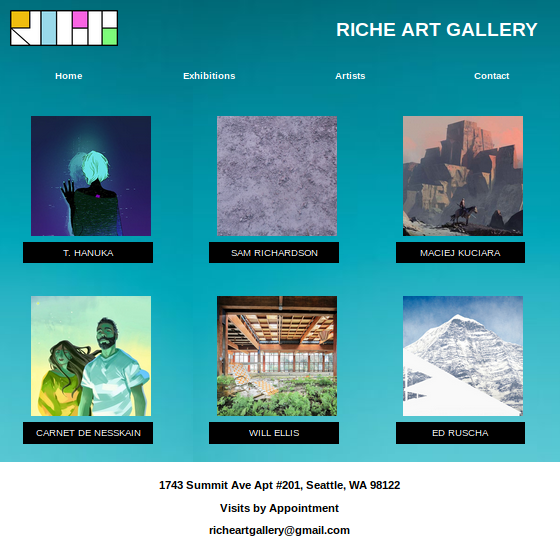 RICHE ART GALLERY
Home Exhibitions Artists Contact
T. HANUKA SAM RICHARDSON MACIEJ KUCIARA
CARNET DE NESSKAIN WILL ELLIS ED RUSCHA
1743 Summit Ave Apt #201, Seattle, WA 98122
Visits by Appointment
richeartgallery@gmail.com